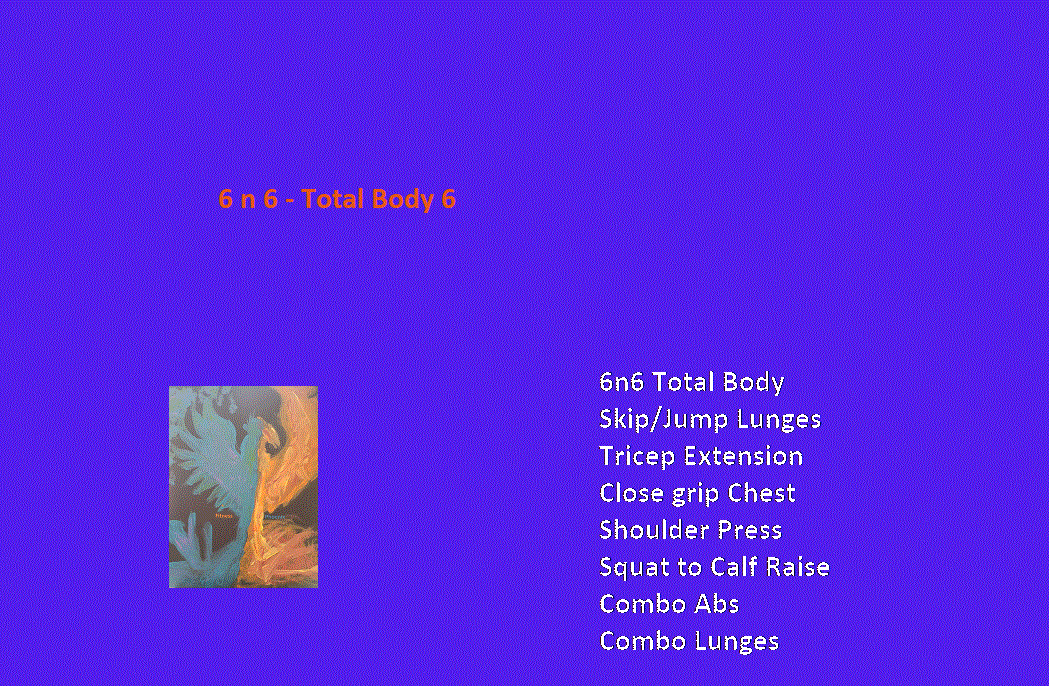 6 n 6 - Total Body 6
6n6 Total Body
Skip/Jump Lunges
Tricep Extension
Close grip Chest
Shoulder Press
Squat to Calf Raise
Combo Abs
Combo Lunges